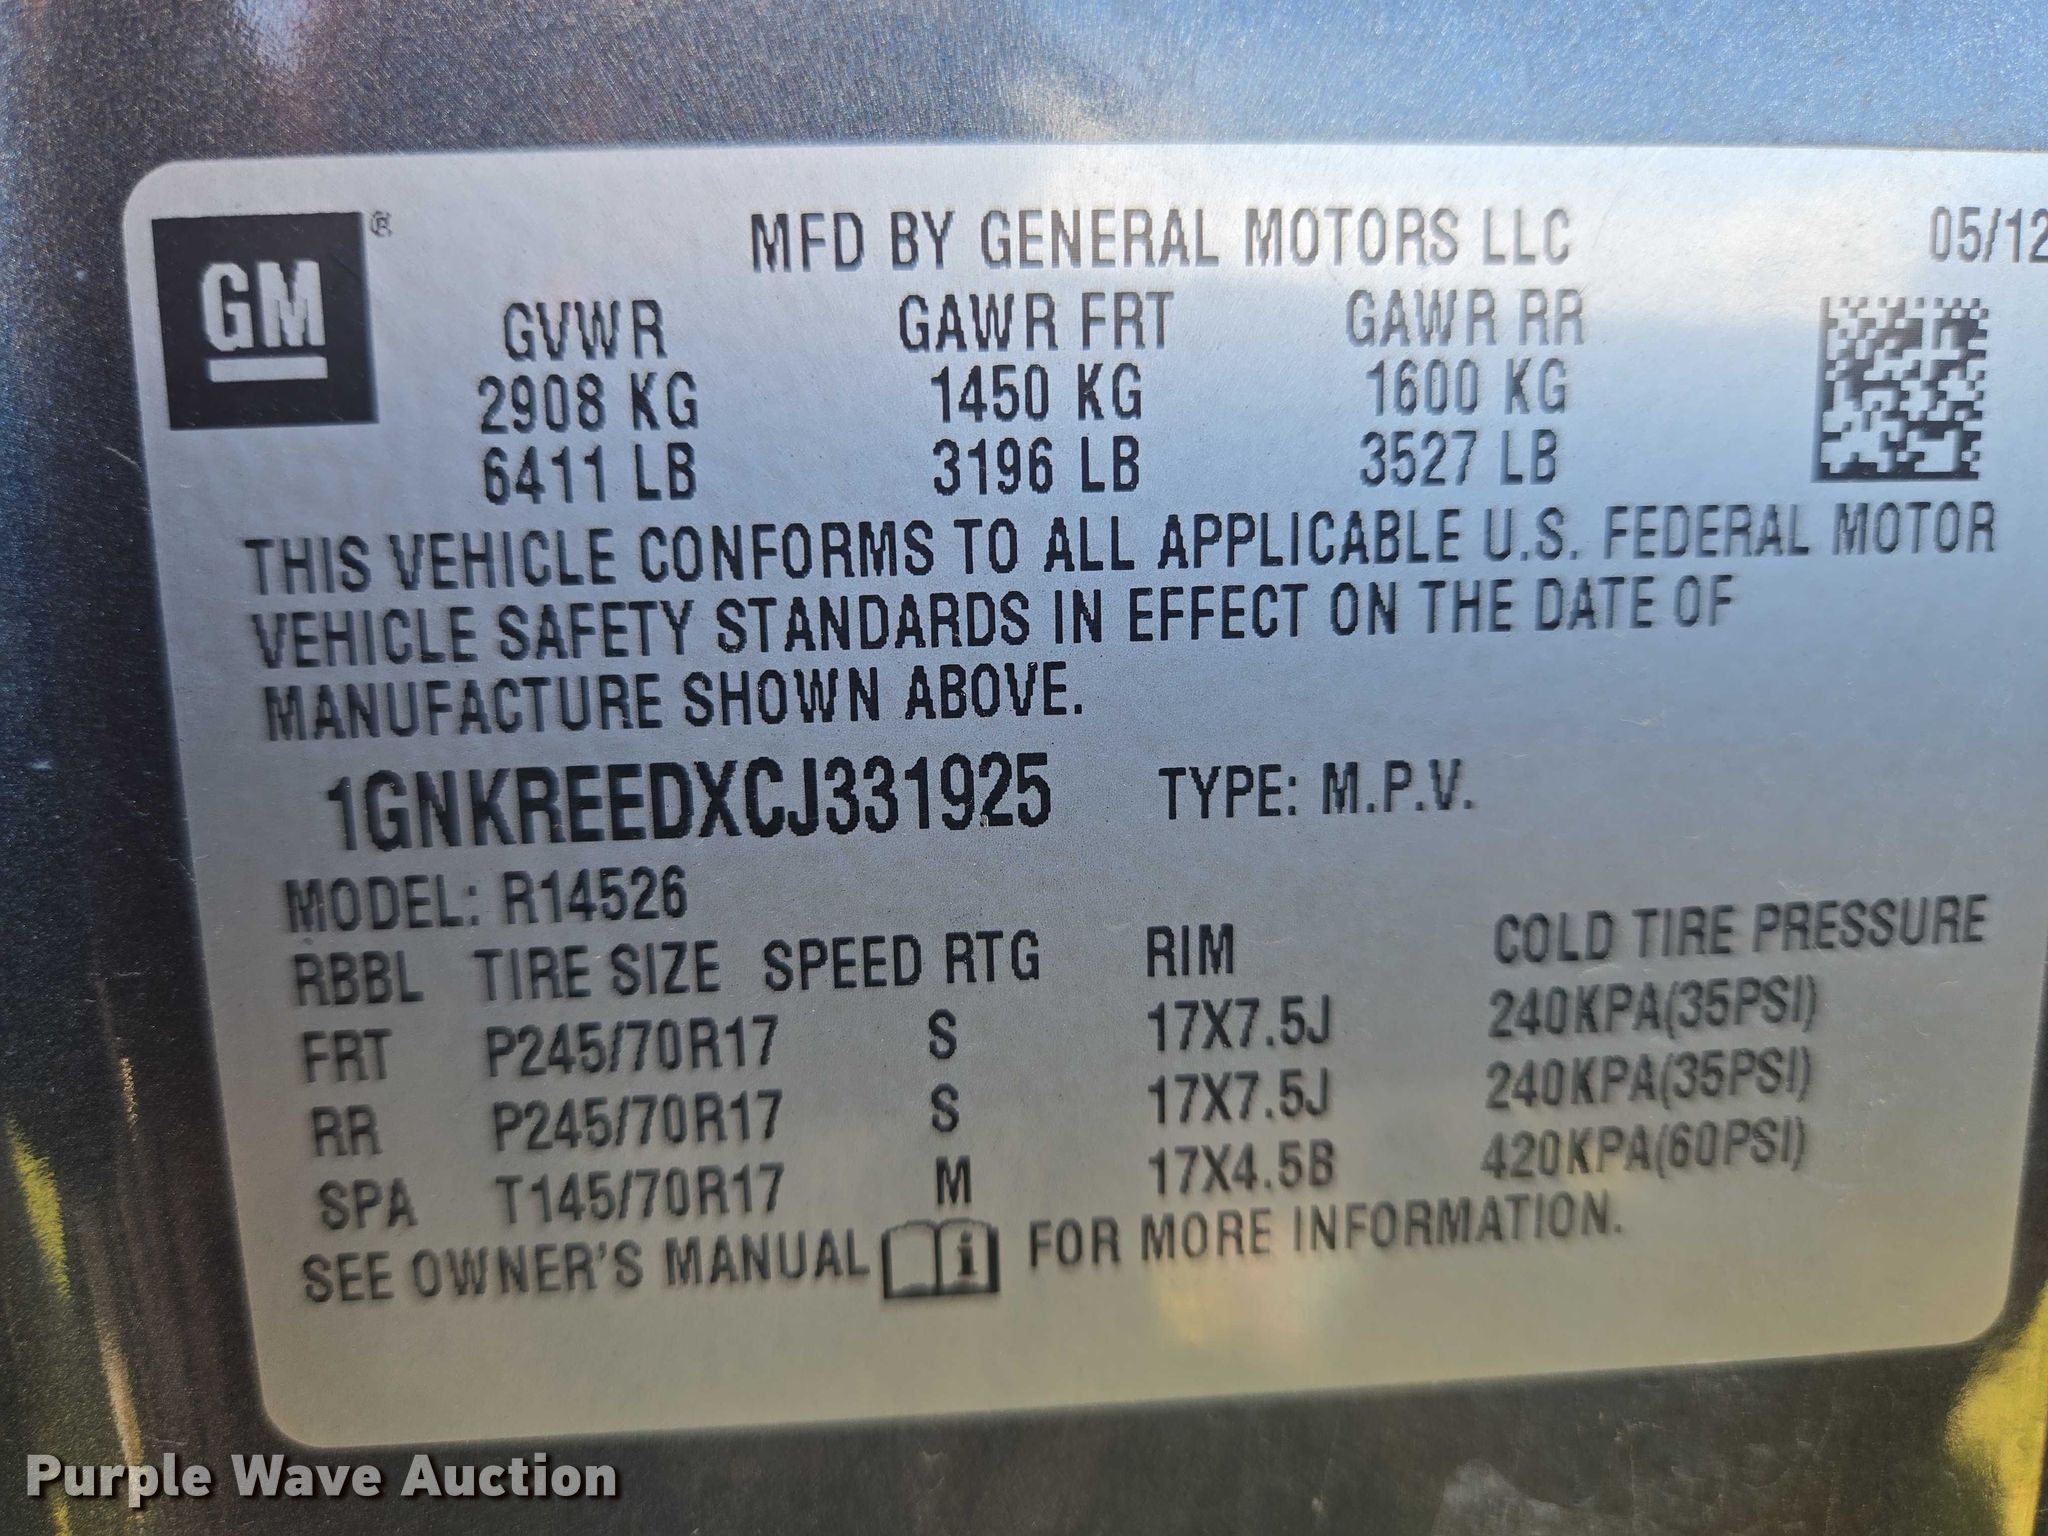 GM®
MFD BY GENERAL MOTORS LLC 05/12
GVWR GAWR FRT GAWR RR
2908 KG 1450 KG 1600 KG
6411 LB 3196 LB 3527 LB
THIS VEHICLE CONFORMS TO ALL APPLICABLE U.S. FEDERAL MOTOR
VEHICLE SAFETY STANDARDS IN EFFECT ON THE DATE OF
MANUFACTURE SHOWN ABOVE.
1GNKREEDXCJ331925 TYPE: M.P.V.
MODEL: R14526
RBBL TIRE SIZE SPEED RTG RIM COLD TIRE PRESSURE
FRT P245/70R17 S 17X7.5J 240KPA(35PSI)
RR P245/70R17 S 17X7.5J 240KPA(35PSI)
SPA T145/70R17 M 17X4.5B 420KPA(60PSI)
SEE OWNER'S MANUAL i FOR MORE INFORMATION.
Purple Wave Auction